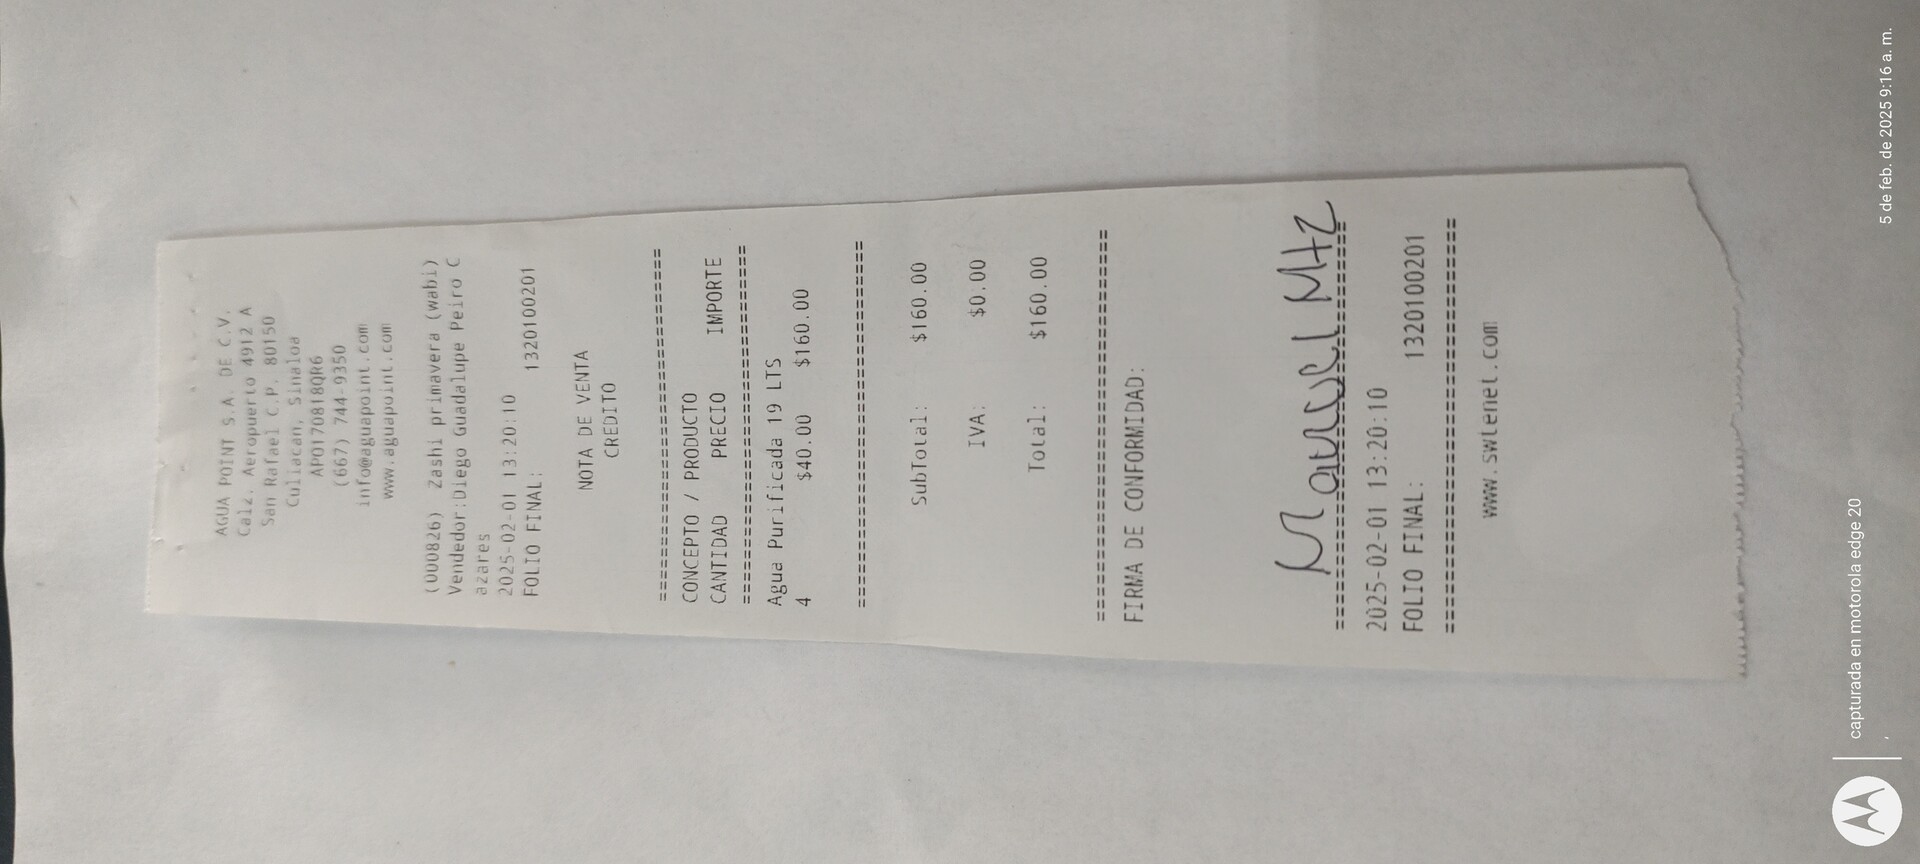 AGUA POINT S.A. DE C.V.
Calz. Aeropuerto 4912 A
San Rafael C.P. 80150
Culiacan, Sinaloa
APO170818QR6
(667) 744 9350
info@aguapoint.com
www.aguapoint.com
(000826) Zashi primavera (wabi)
Vendedor:Diego Guadalupe Peiro C
azares
2025-02-01 13:20:10
FOLIO FINAL: 1320100201
NOTA DE VENTA
CREDITO
================================
CONCEPTO / PRODUCTO
CANTIDAD PRECIO IMPORTE
================================
Agua Purificada 19 LTS
4 $40.00 $160.00
================================
SubTotal: $160.00
IVA: $0.00
Total: $160.00
================================
FIRMA DE CONFORMIDAD:
Manuel Mtz
================================
2025-02-01 13:20:10
FOLIO FINAL: 1320100201
================================
www.swtenet.com
capturada en motorola edge 20
,
5 de feb. de 2025 9:16 a. m.